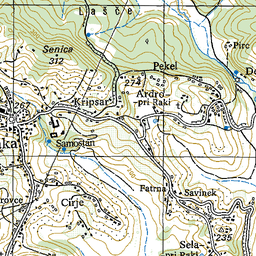 Lašče
Senica
312
Pirc
Pekel
274
Ardro
pri Raki
Kripsar
267
Samostan
Fatrna
Savinek
Cirje
Sela
pri Raki
235